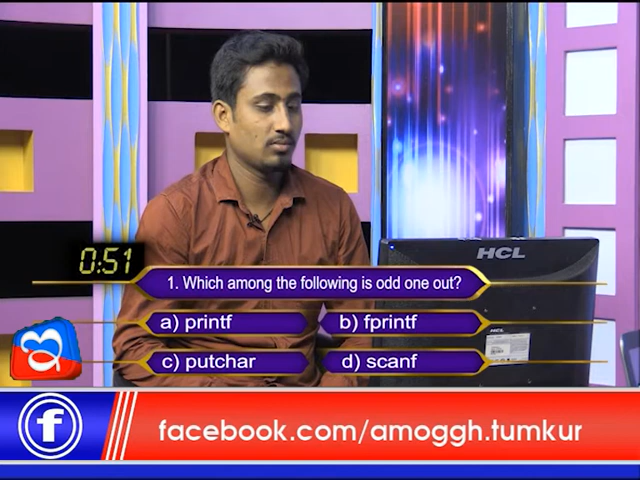 HCL
0:51
1. Which among the following is odd one out?
a) printf
b) fprintf
c) putchar
d) scanf
HCL
f
facebook.com/amoggh.tumkur